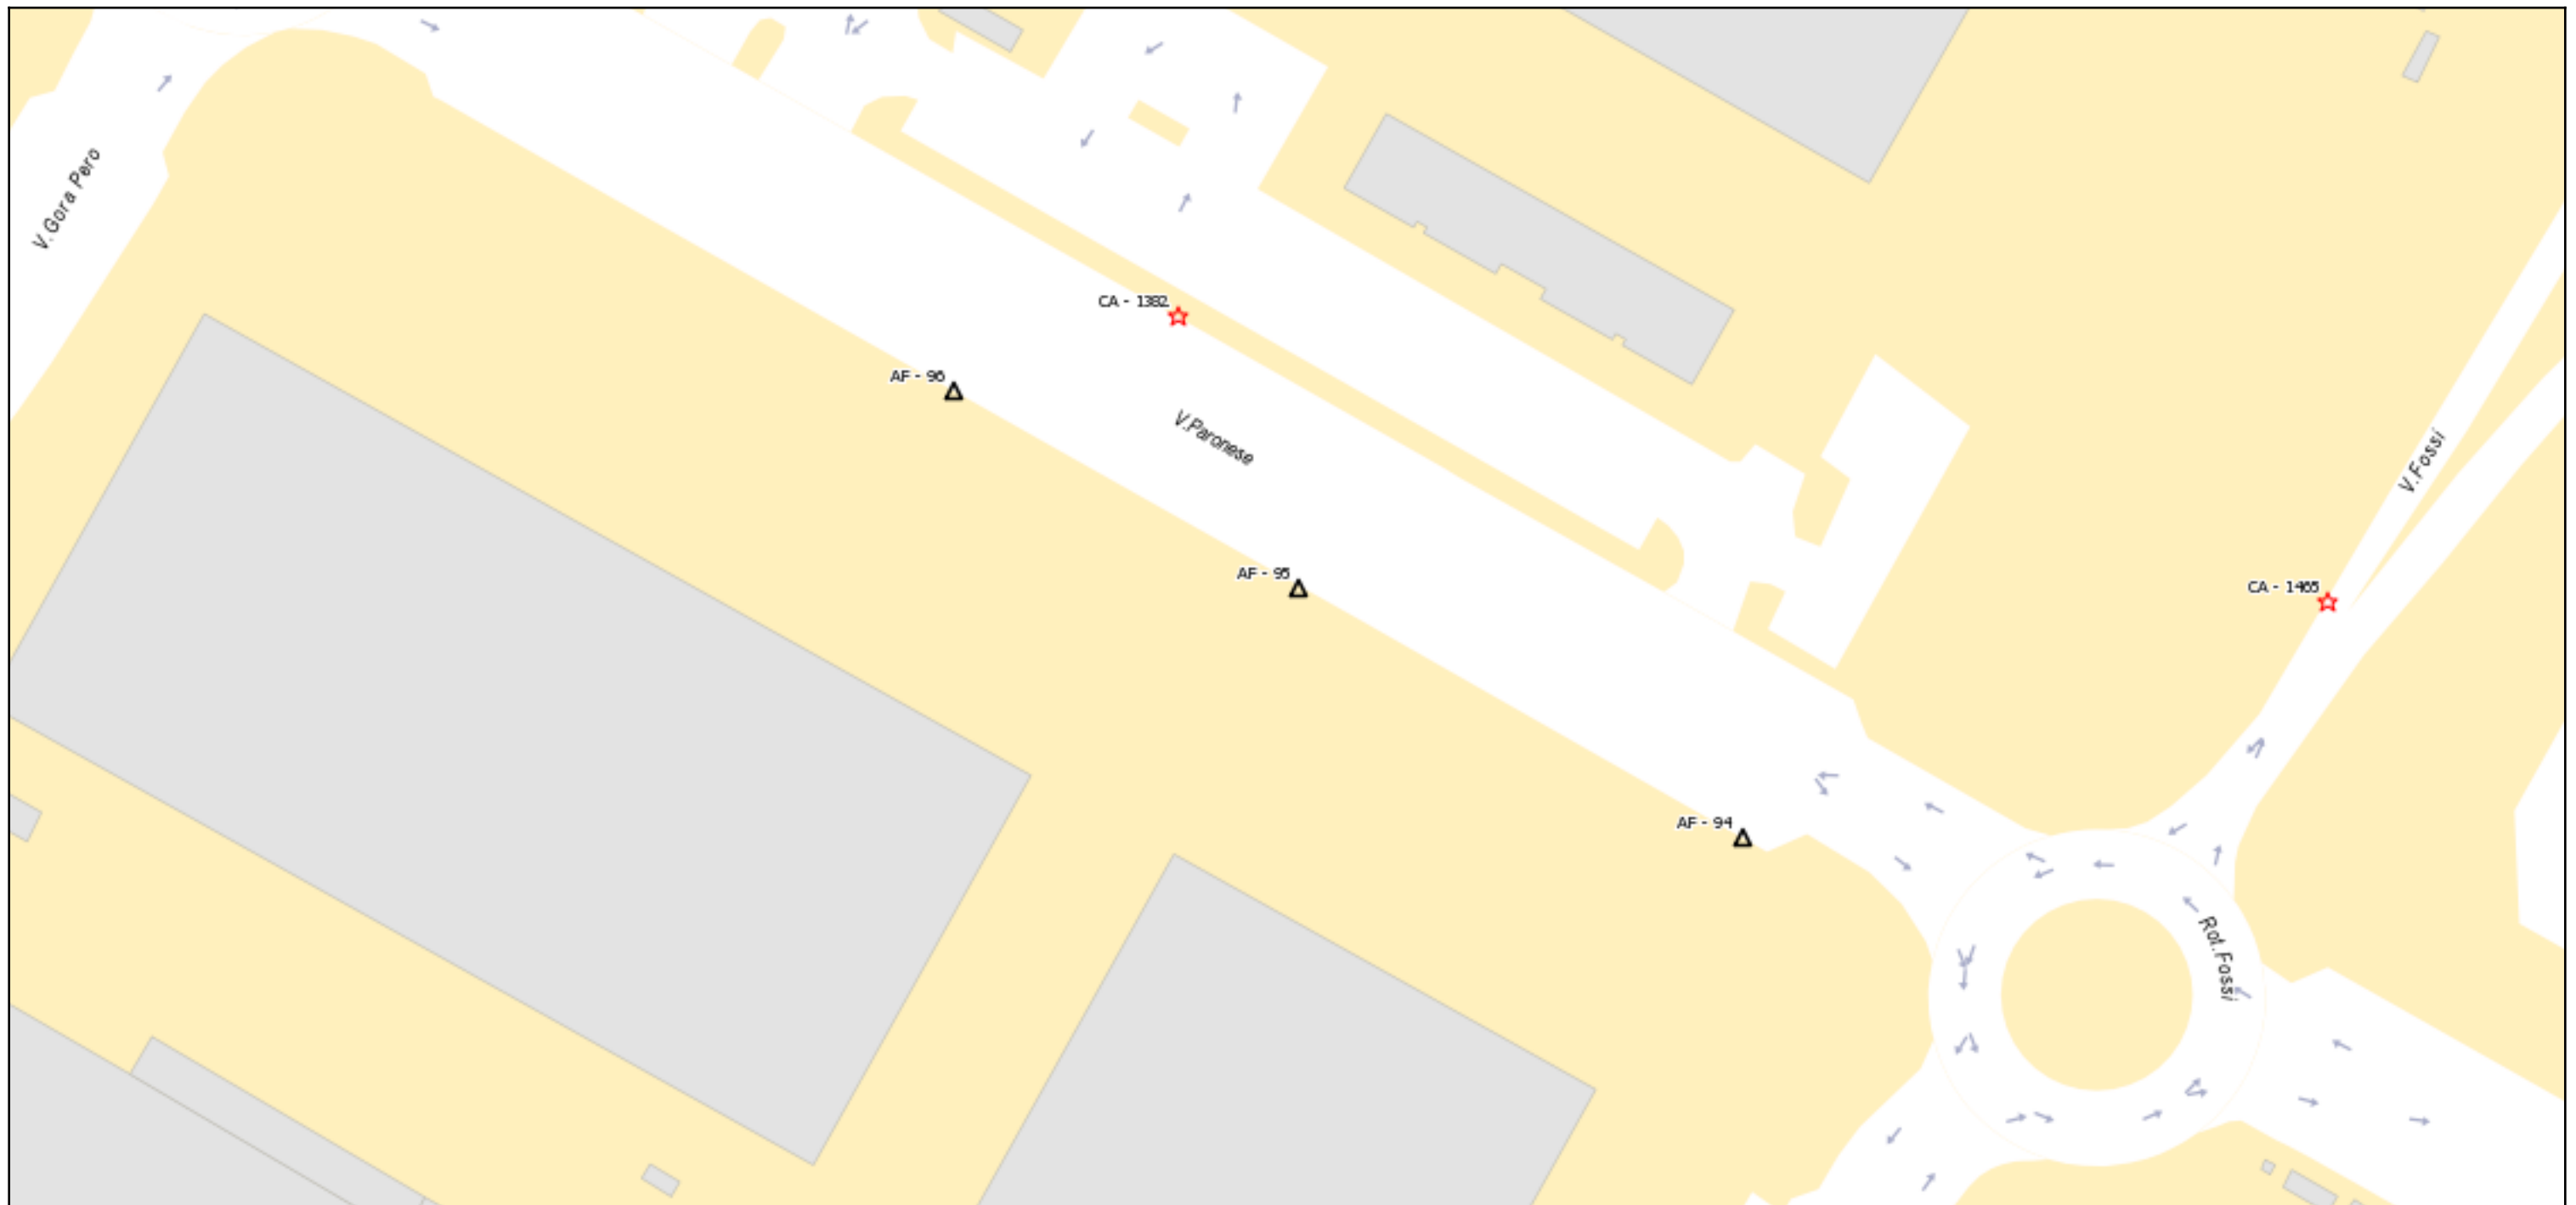 V.Gora Pero
CA - 1382
AF - 96
V.Paronese
V.Fossi
AF - 95
CA - 1465
AF - 94
Rot.Fossi